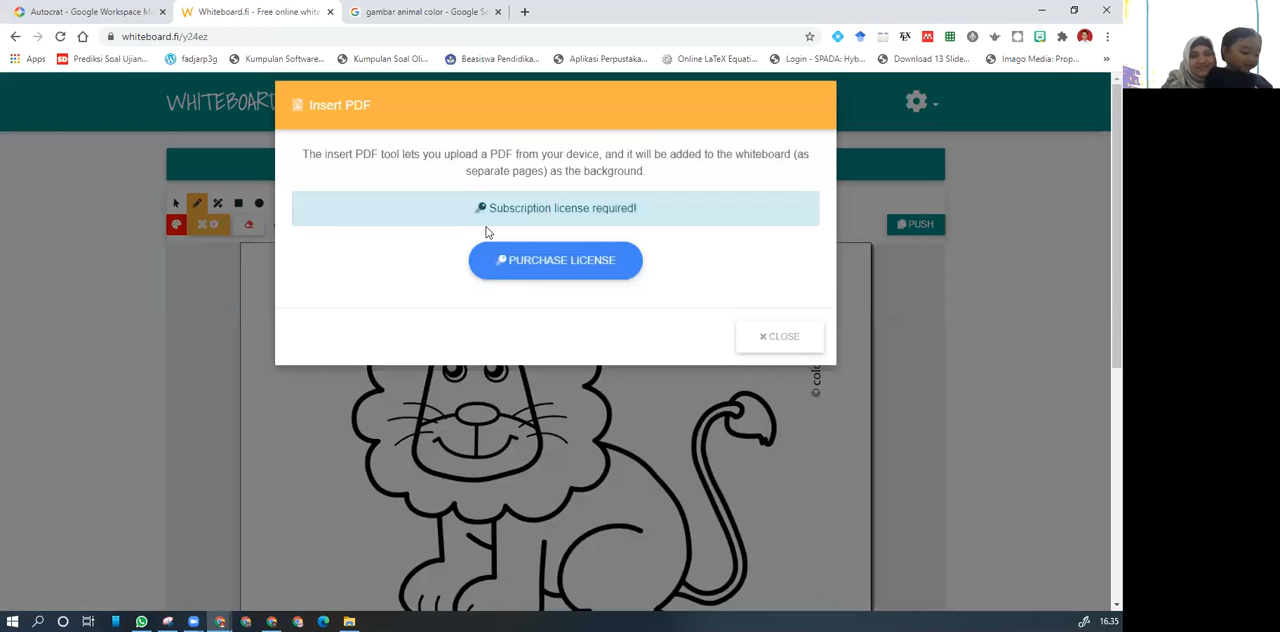 Autocrat - Google Workspace M
Whiteboard.fi - Free online white
gambar animal color - Google Se
whiteboard.fi/y24ez
Apps
Prediksi Soal Ujian...
fadjarp3g
Kumpulan Software...
Kumpulan Soal Oli...
Beasiswa Pendidika...
Aplikasi Perpustaka...
Online LaTeX Equati...
Login - SPADA: Hyb...
Download 13 Slide...
Imago Media: Prop...
WHITEBOARD
Insert PDF
The insert PDF tool lets you upload a PDF from your device, and it will be added to the whiteboard (as
separate pages) as the background.
Subscription license required!
PUSH
PURCHASE LICENSE
CLOSE
© colo
16.35